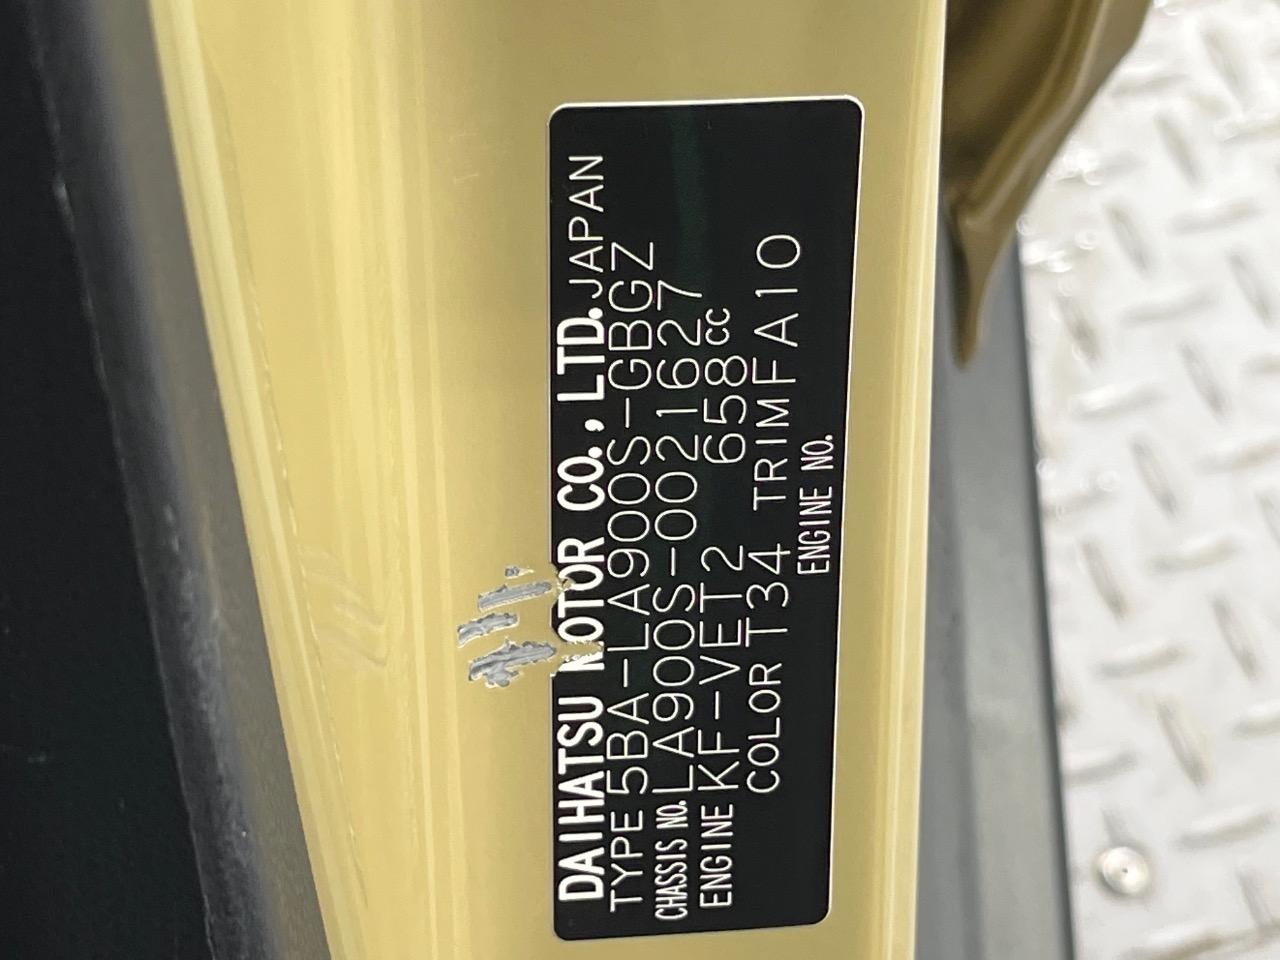 DAIHATSU MOTOR CO., LTD. JAPAN
TYPE 5BA-LA900S-GBGZ
CHASSIS NO. LA900S-0021627
ENGINE KF-VET2 658cc
COLOR T34 TRIM FA10
ENGINE NO.